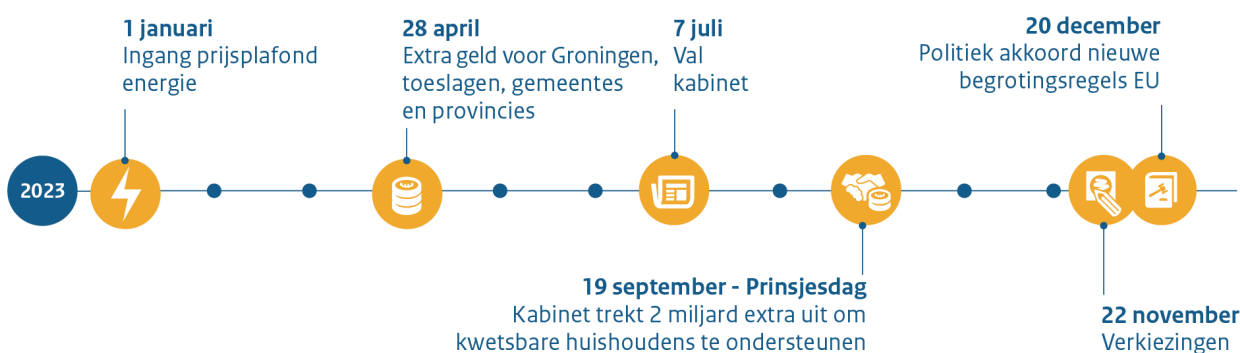 2023
1 januari
Ingang prijsplafond
energie
28 april
Extra geld voor Groningen,
toeslagen, gemeentes
en provincies
7 juli
Val
kabinet
19 september - Prinsjesdag
Kabinet trekt 2 miljard extra uit om
kwetsbare huishoudens te ondersteunen
22 november
Verkiezingen
20 december
Politiek akkoord nieuwe
begrotingsregels EU